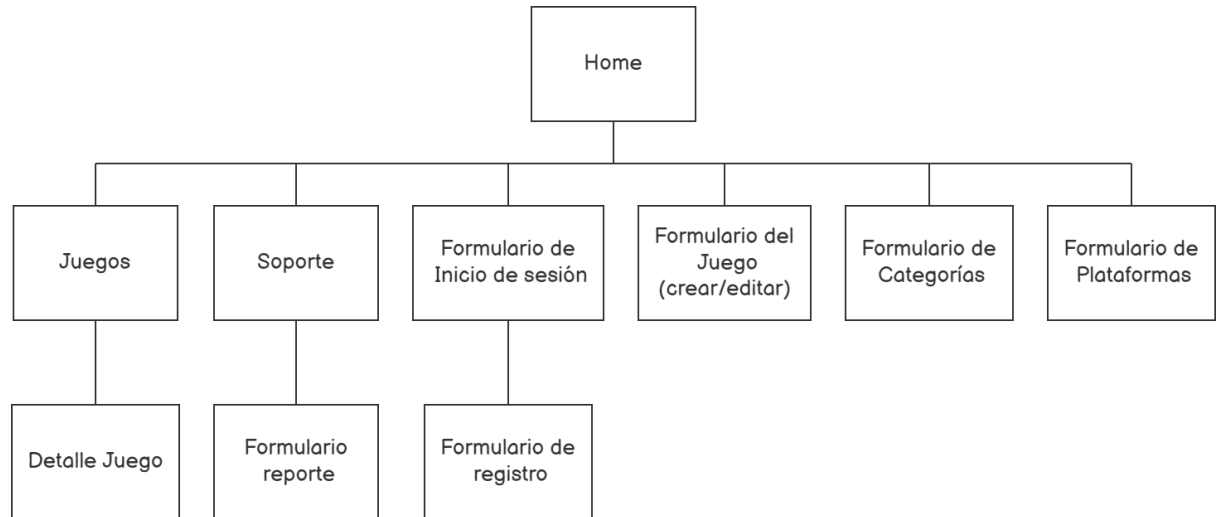 Home
Juegos
Soporte
Formulario de
Inicio de sesión
Formulario del
Juego
(crear/editar)
Formulario de
Categorías
Formulario de
Plataformas
Detalle Juego
Formulario
reporte
Formulario de
registro